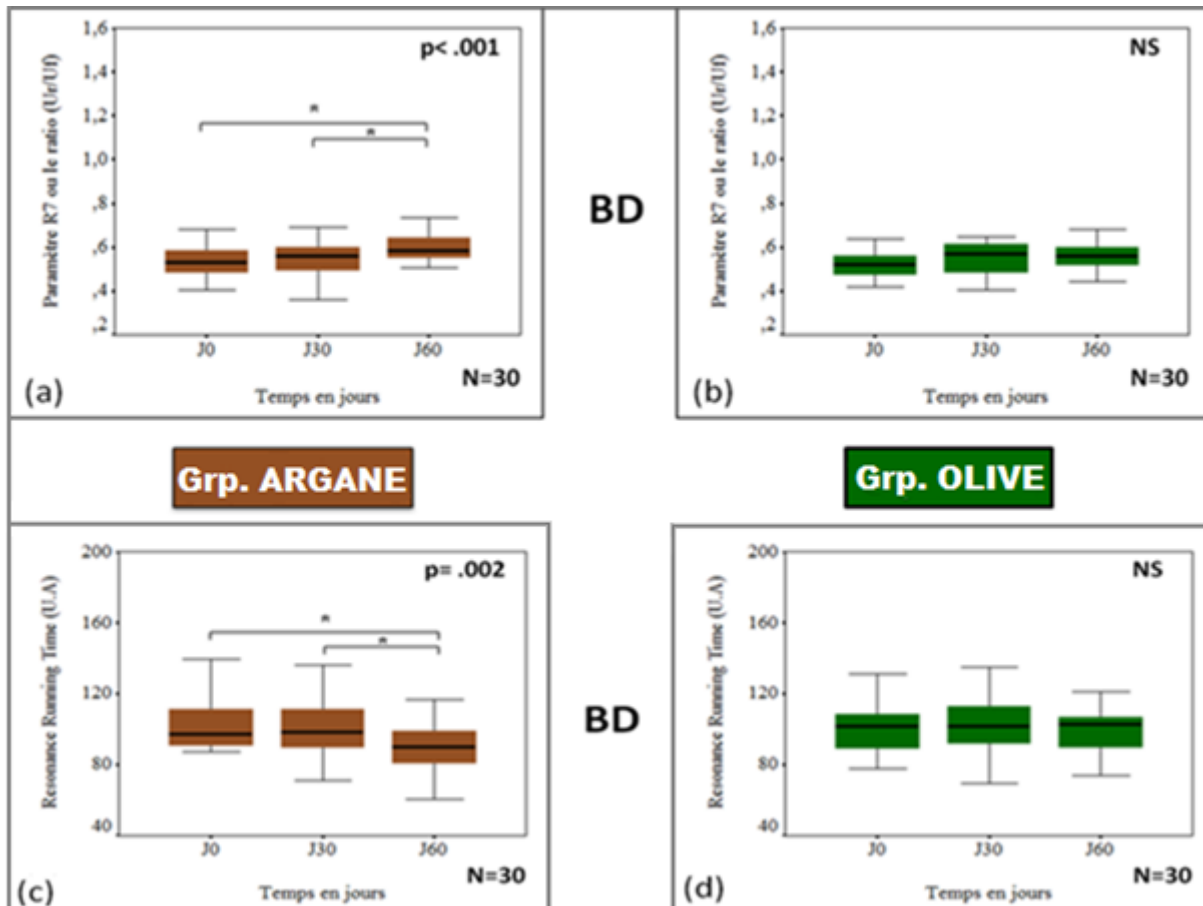 p< .001
Paramètre R7 ou le ratio (Ur/Uf)
1,6
1,4
1,2
1,0
,8
,6
,4
,2
*
*
J0 J30 J60
N=30
(a) Temps en jours
BD
NS
Paramètre R7 ou le ratio (Ur/Uf)
1,6
1,4
1,2
1,0
,8
,6
,4
,2
J0 J30 J60
N=30
(b) Temps en jours
Grp. ARGANE
Grp. OLIVE
p= .002
Resonance Running Time (U.A)
200
160
120
80
40
*
*
J0 J30 J60
N=30
(c) Temps en jours
BD
NS
Resonance Running Time (U.A)
200
160
120
80
40
J0 J30 J60
N=30
(d) Temps en jours